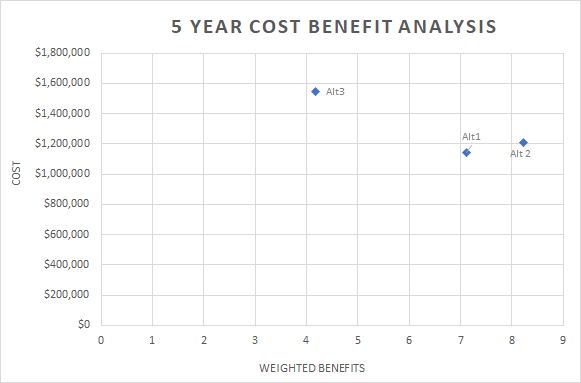 5 YEAR COST BENEFIT ANALYSIS
$1,800,000
$1,600,000
$1,400,000
$1,200,000
$1,000,000
$800,000
$600,000
$400,000
$200,000
$0
COST
Alt3
Alt1
Alt 2
0 1 2 3 4 5 6 7 8 9
WEIGHTED BENEFITS